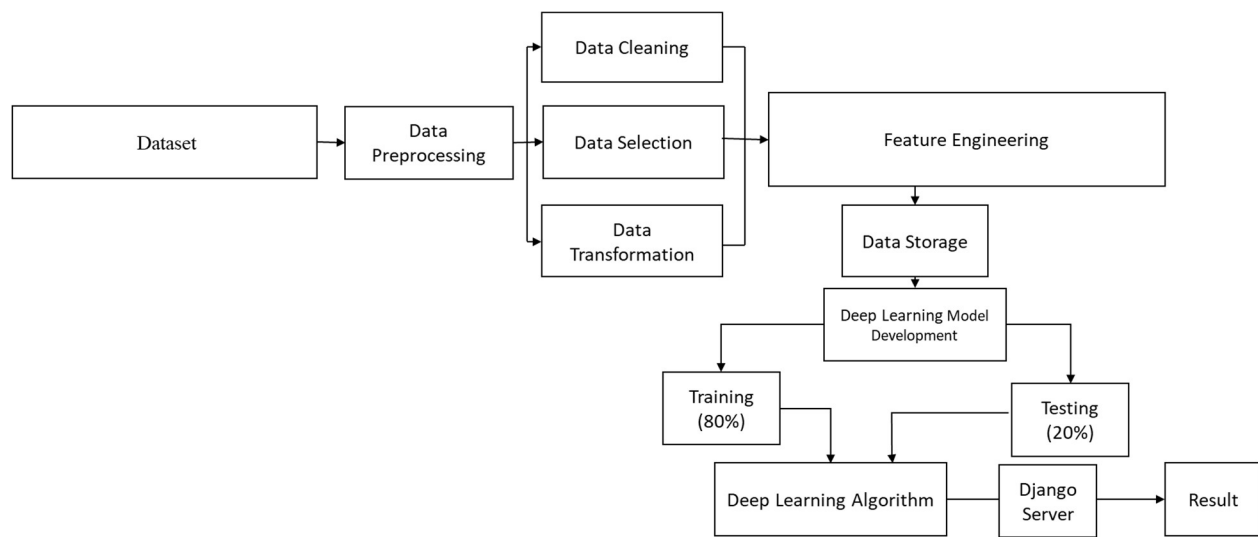 Dataset
Data
Preprocessing
Data Cleaning
Data Selection
Data
Transformation
Feature Engineering
Data Storage
Deep Learning Model
Development
Training
(80%)
Testing
(20%)
Deep Learning Algorithm
Django
Server
Result